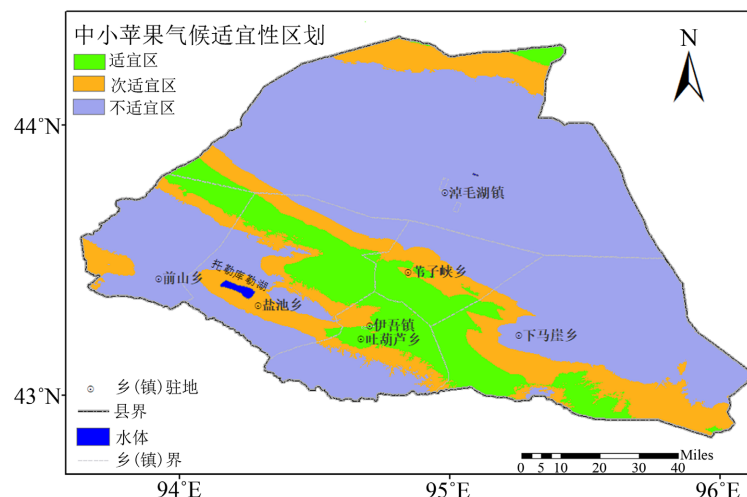 中小苹果气候适宜性区划
适宜区
次适宜区
不适宜区
N
44°N
淖毛湖镇
前山乡
托勒库勒湖
盐池乡
苇子峡乡
伊吾镇
吐葫芦乡
下马崖乡
43°N
乡(镇)驻地
县界
水体
乡(镇)界
Miles
0 5 10 20 30 40
94°E
95°E
96°E